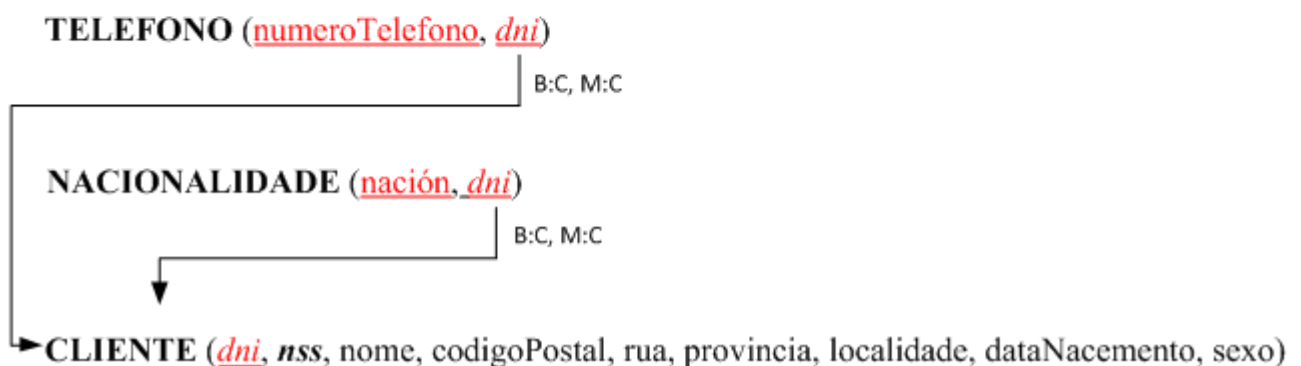 TELEFONO (numeroTelefono, dni)
B:C, M:C
NACIONALIDADE (nación, dni)
B:C, M:C
CLIENTE (dni, nss, nome, codigoPostal, rua, provincia, localidade, dataNacemento, sexo)